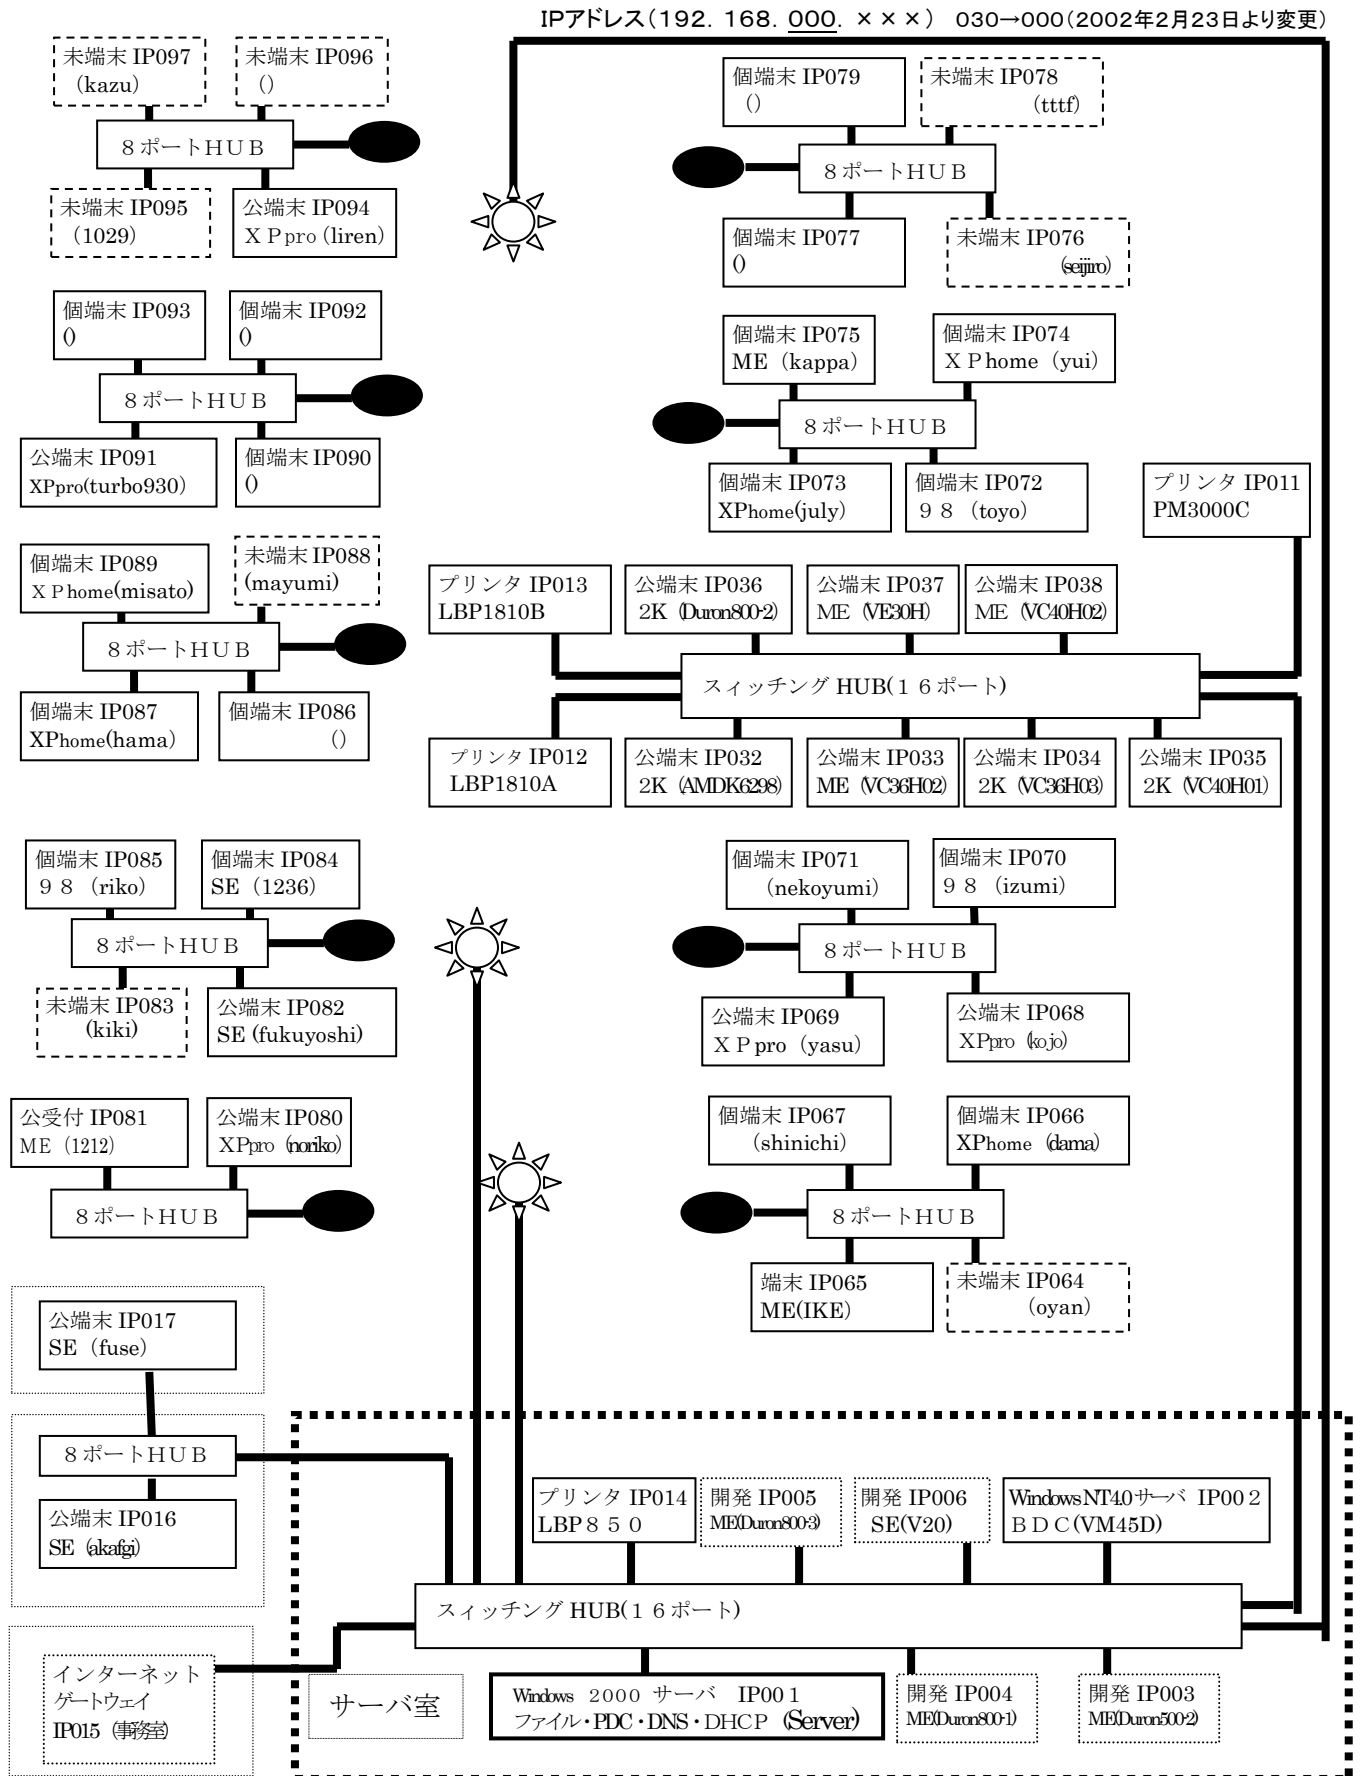 IPアドレス(192. 168. 000. ×××) 030→000(2002年2月23日より変更)
未端末 IP097
(kazu)
未端末 IP096
()
8ポートHUB
未端末 IP095
(1029)
公端末 IP094
XPpro (liren)
個端末 IP079
()
未端末 IP078
(tttf)
8ポートHUB
個端末 IP077
()
未端末 IP076
(seijiro)
個端末 IP093
()
個端末 IP092
()
8ポートHUB
公端末 IP091
XPpro(turbo930)
個端末 IP090
()
個端末 IP075
ME (kappa)
個端末 IP074
XPhome (yui)
8ポートHUB
個端末 IP073
XPhome(july)
個端末 IP072
98 (toyo)
プリンタ IP011
PM3000C
個端末 IP089
XPhome(misato)
未端末 IP088
(mayumi)
8ポートHUB
個端末 IP087
XPhome(hama)
個端末 IP086
()
プリンタ IP013
LBP1810B
公端末 IP036
2K (Duron800-2)
公端末 IP037
ME (VE30H)
公端末 IP038
ME (VC40H02)
スィッチング HUB(16ポート)
プリンタ IP012
LBP1810A
公端末 IP032
2K (AMDK6298)
公端末 IP033
ME (VC36H02)
公端末 IP034
2K (VC36H03)
公端末 IP035
2K (VC40H01)
個端末 IP085
98 (riko)
個端末 IP084
SE (1236)
8ポートHUB
未端末 IP083
(kiki)
公端末 IP082
SE (fukuyoshi)
個端末 IP071
(nekoyumi)
個端末 IP070
98 (izumi)
8ポートHUB
公端末 IP069
XPpro (yasu)
公端末 IP068
XPpro (kojo)
公受付 IP081
ME (1212)
公端末 IP080
XPpro (noriko)
8ポートHUB
個端末 IP067
(shinichi)
個端末 IP066
XPhome (dama)
8ポートHUB
端末 IP065
ME(IKE)
未端末 IP064
(oyan)
公端末 IP017
SE (fuse)
8ポートHUB
公端末 IP016
SE (akafgi)
プリンタ IP014
LBP850
開発 IP005
ME(Duron800-3)
開発 IP006
SE(V20)
Windows NT4.0サーバ IP002
BDC(VM45D)
スィッチング HUB(16ポート)
インターネット
ゲートウェイ
IP015 (事務室)
サーバ室
Windows 2000 サーバ IP001
ファイル・PDC・DNS・DHCP (Server)
開発 IP004
ME(Duron800-1)
開発 IP003
ME(Duron500-2)